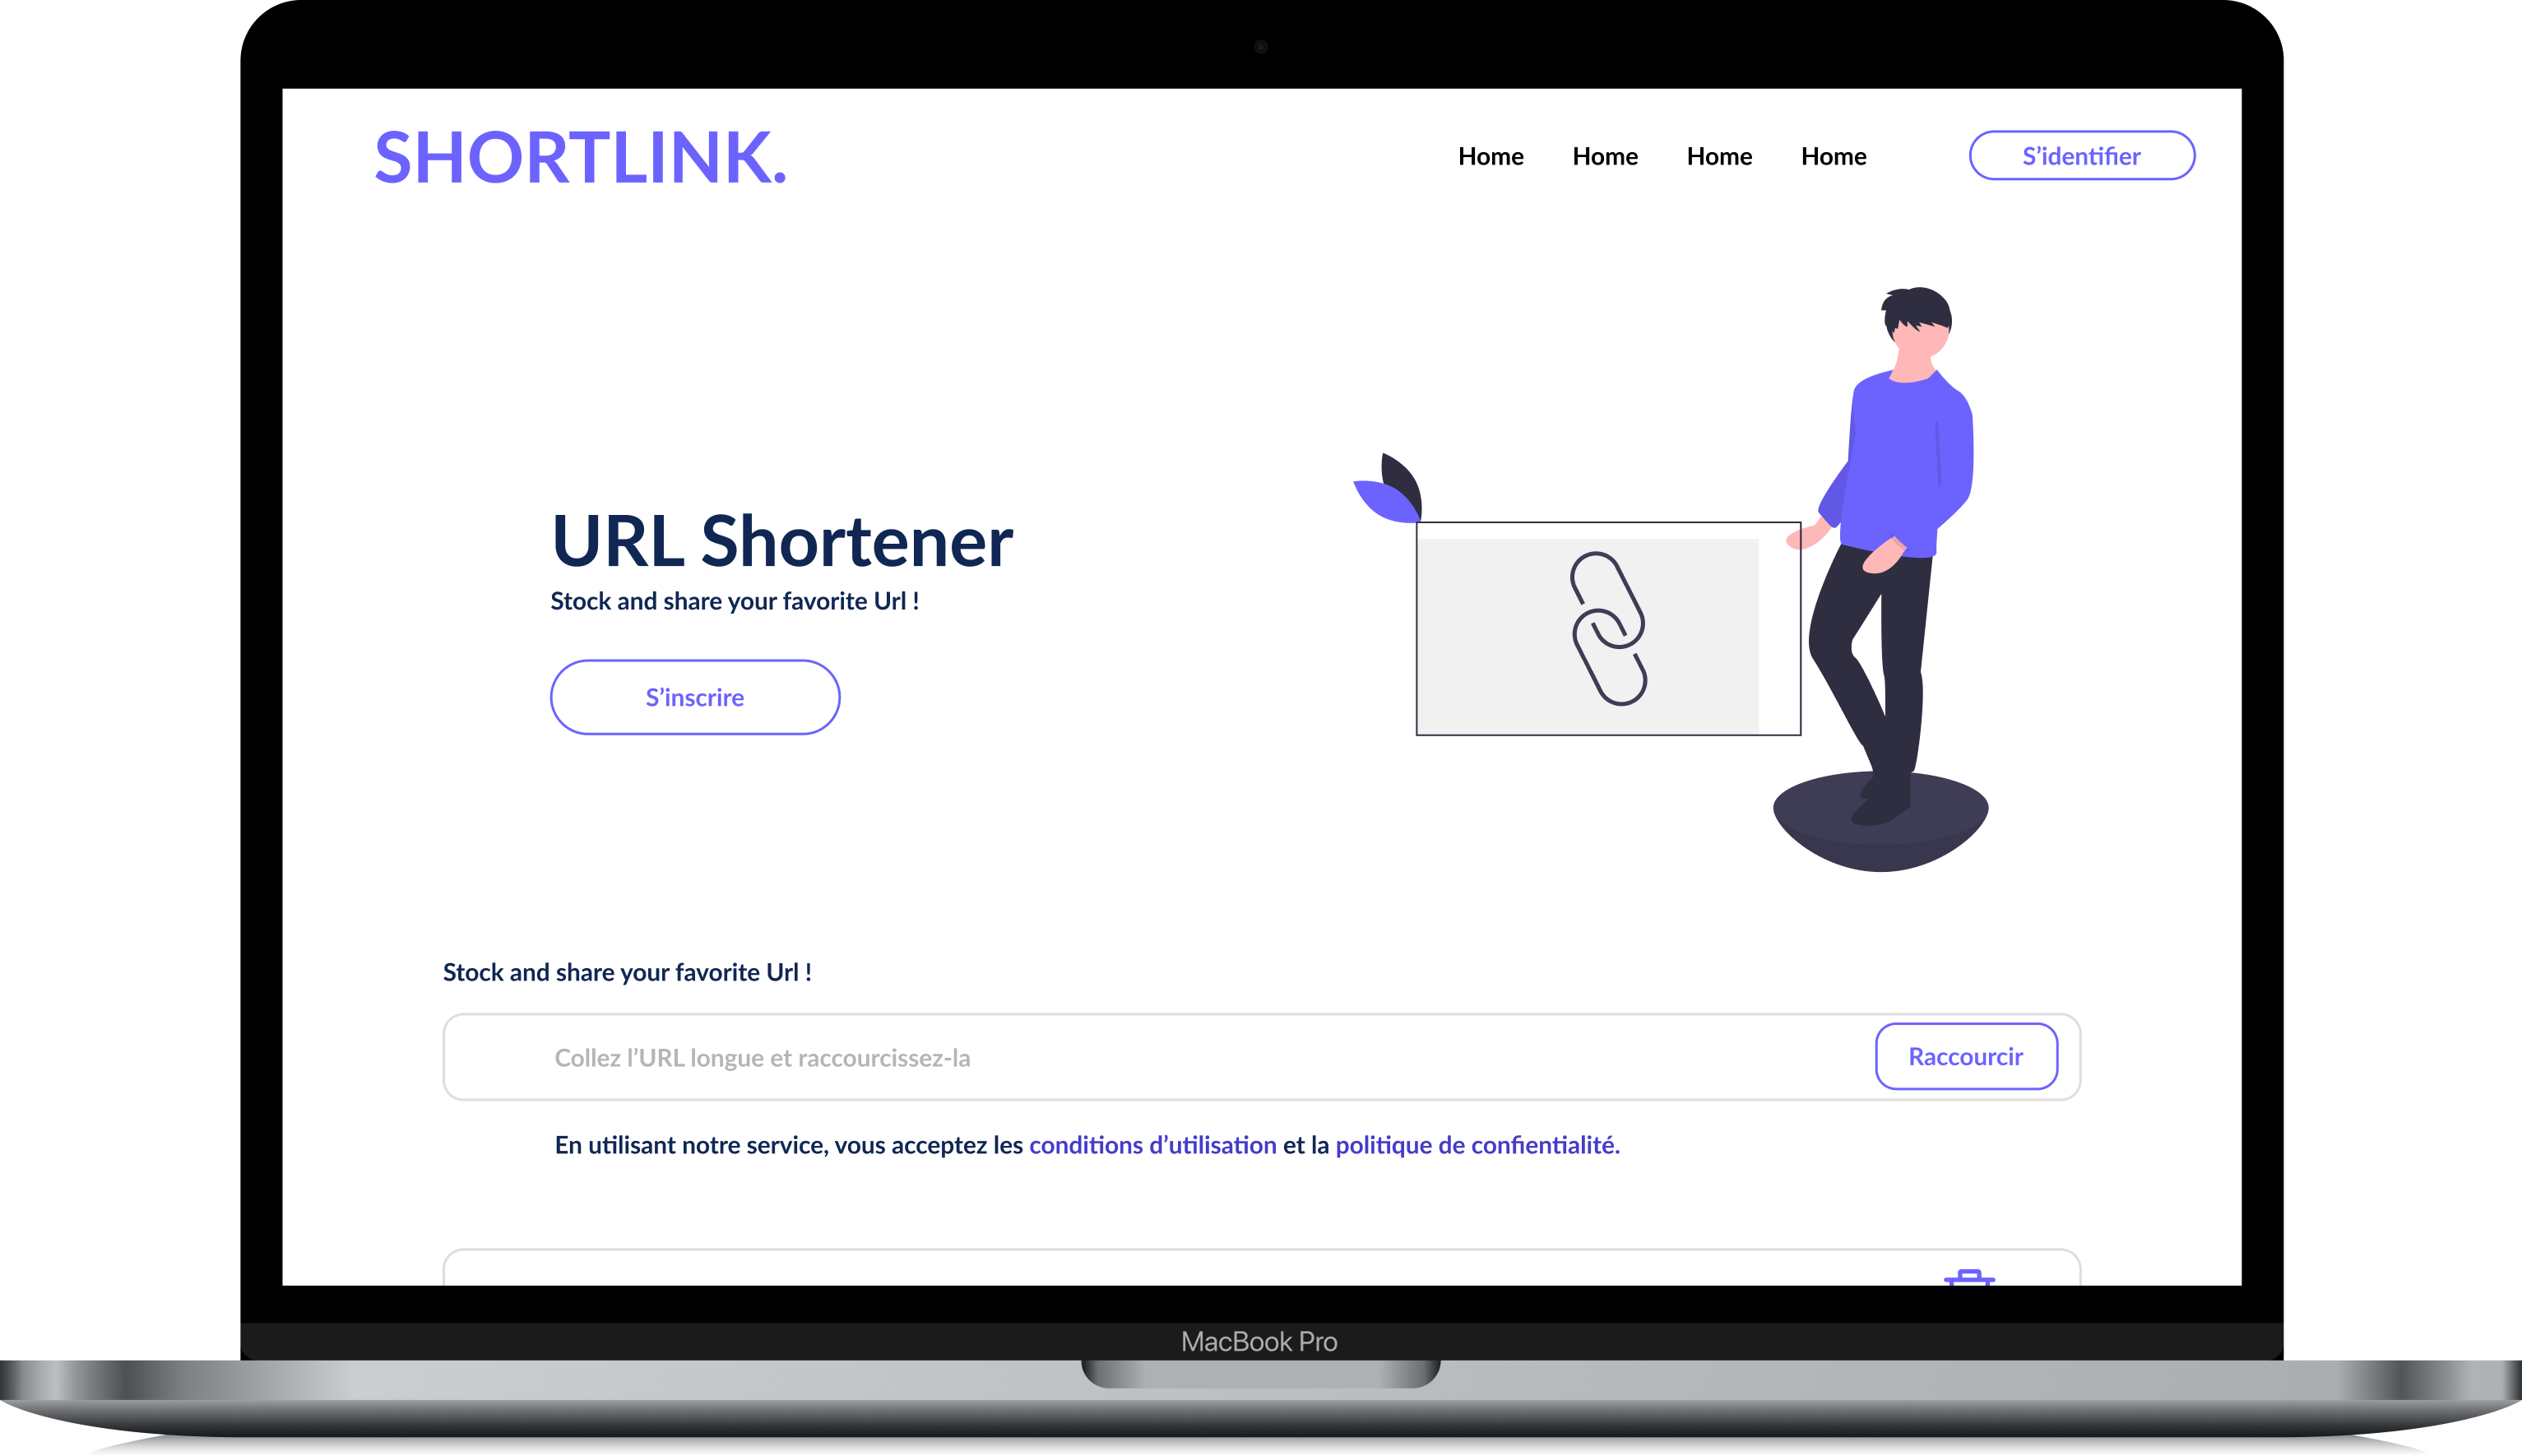 SHORTLINK.
Home Home Home Home S’identifier
URL Shortener
Stock and share your favorite Url !
S’inscrire
Stock and share your favorite Url !
Collez l’URL longue et raccourcissez-la Raccourcir
En utilisant notre service, vous acceptez les conditions d’utilisation et la politique de confientialité.
MacBook Pro